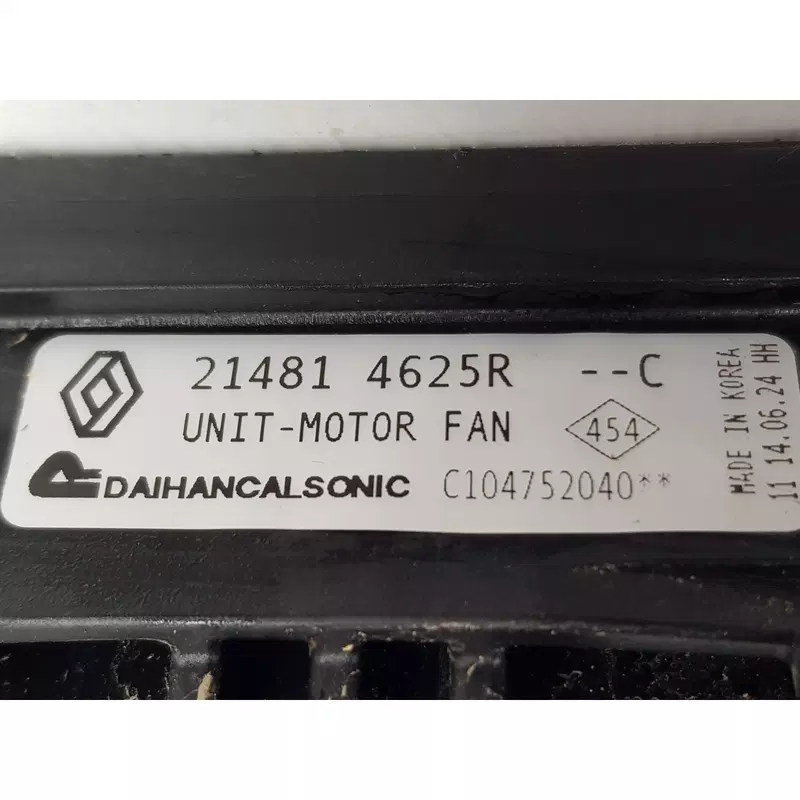 21481 4625R --C
UNIT-MOTOR FAN 454
DAIHANCALSONIC C104752040**
MADE IN KOREA
11 14.06.24 HH